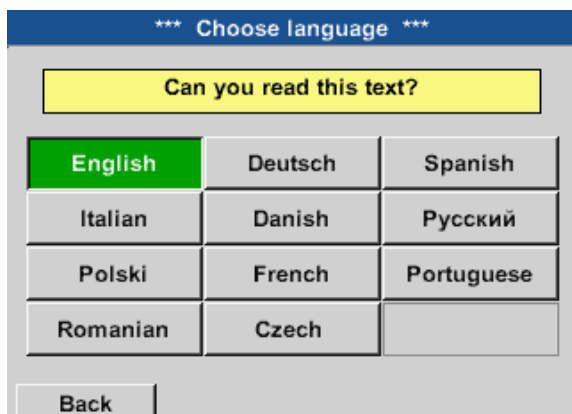 *** Choose language ***
Can you read this text?
English Deutsch Spanish
Italian Danish Русский
Polski French Portuguese
Romanian Czech
Back